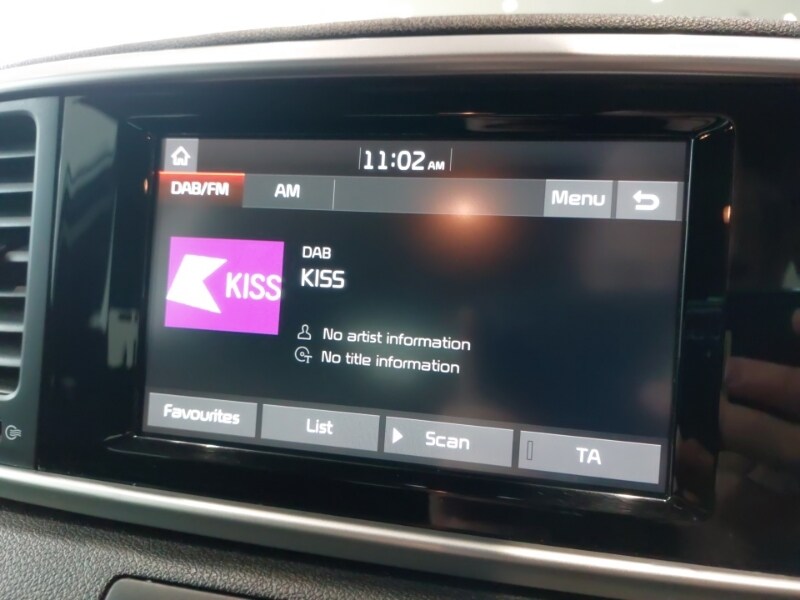 11:02 AM
DAB/FM AM Menu
DAB
KISS
KISS
No artist information
No title information
Favourites List Scan TA